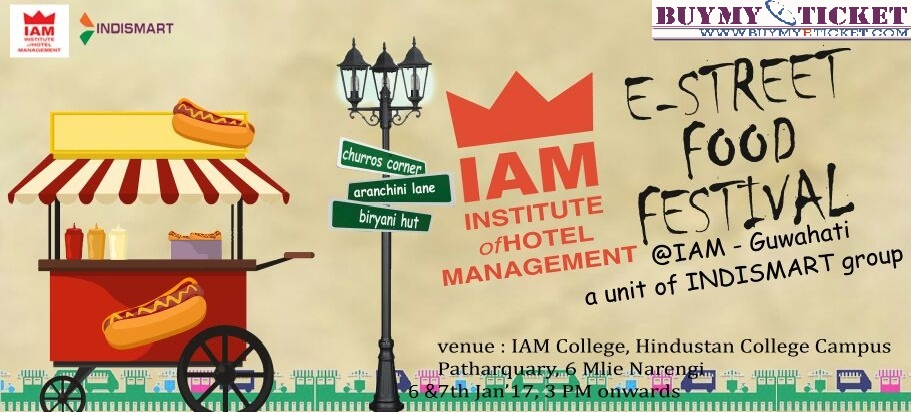 IAM
INSTITUTE
of HOTEL
MANAGEMENT
INDISMART
BUYMY ETICKET
WWW.BUYMYETICKET.COM
E-STREET
FOOD
FESTIVAL
@IAM - Guwahati
a unit of INDISMART group
churros corner
aranchini lane
biryani hut
IAM
INSTITUTE
of HOTEL
MANAGEMENT
venue : IAM College, Hindustan College Campus
Patharquary, 6 Mlie Narengi
6 &7th Jan'17, 3 PM onwards